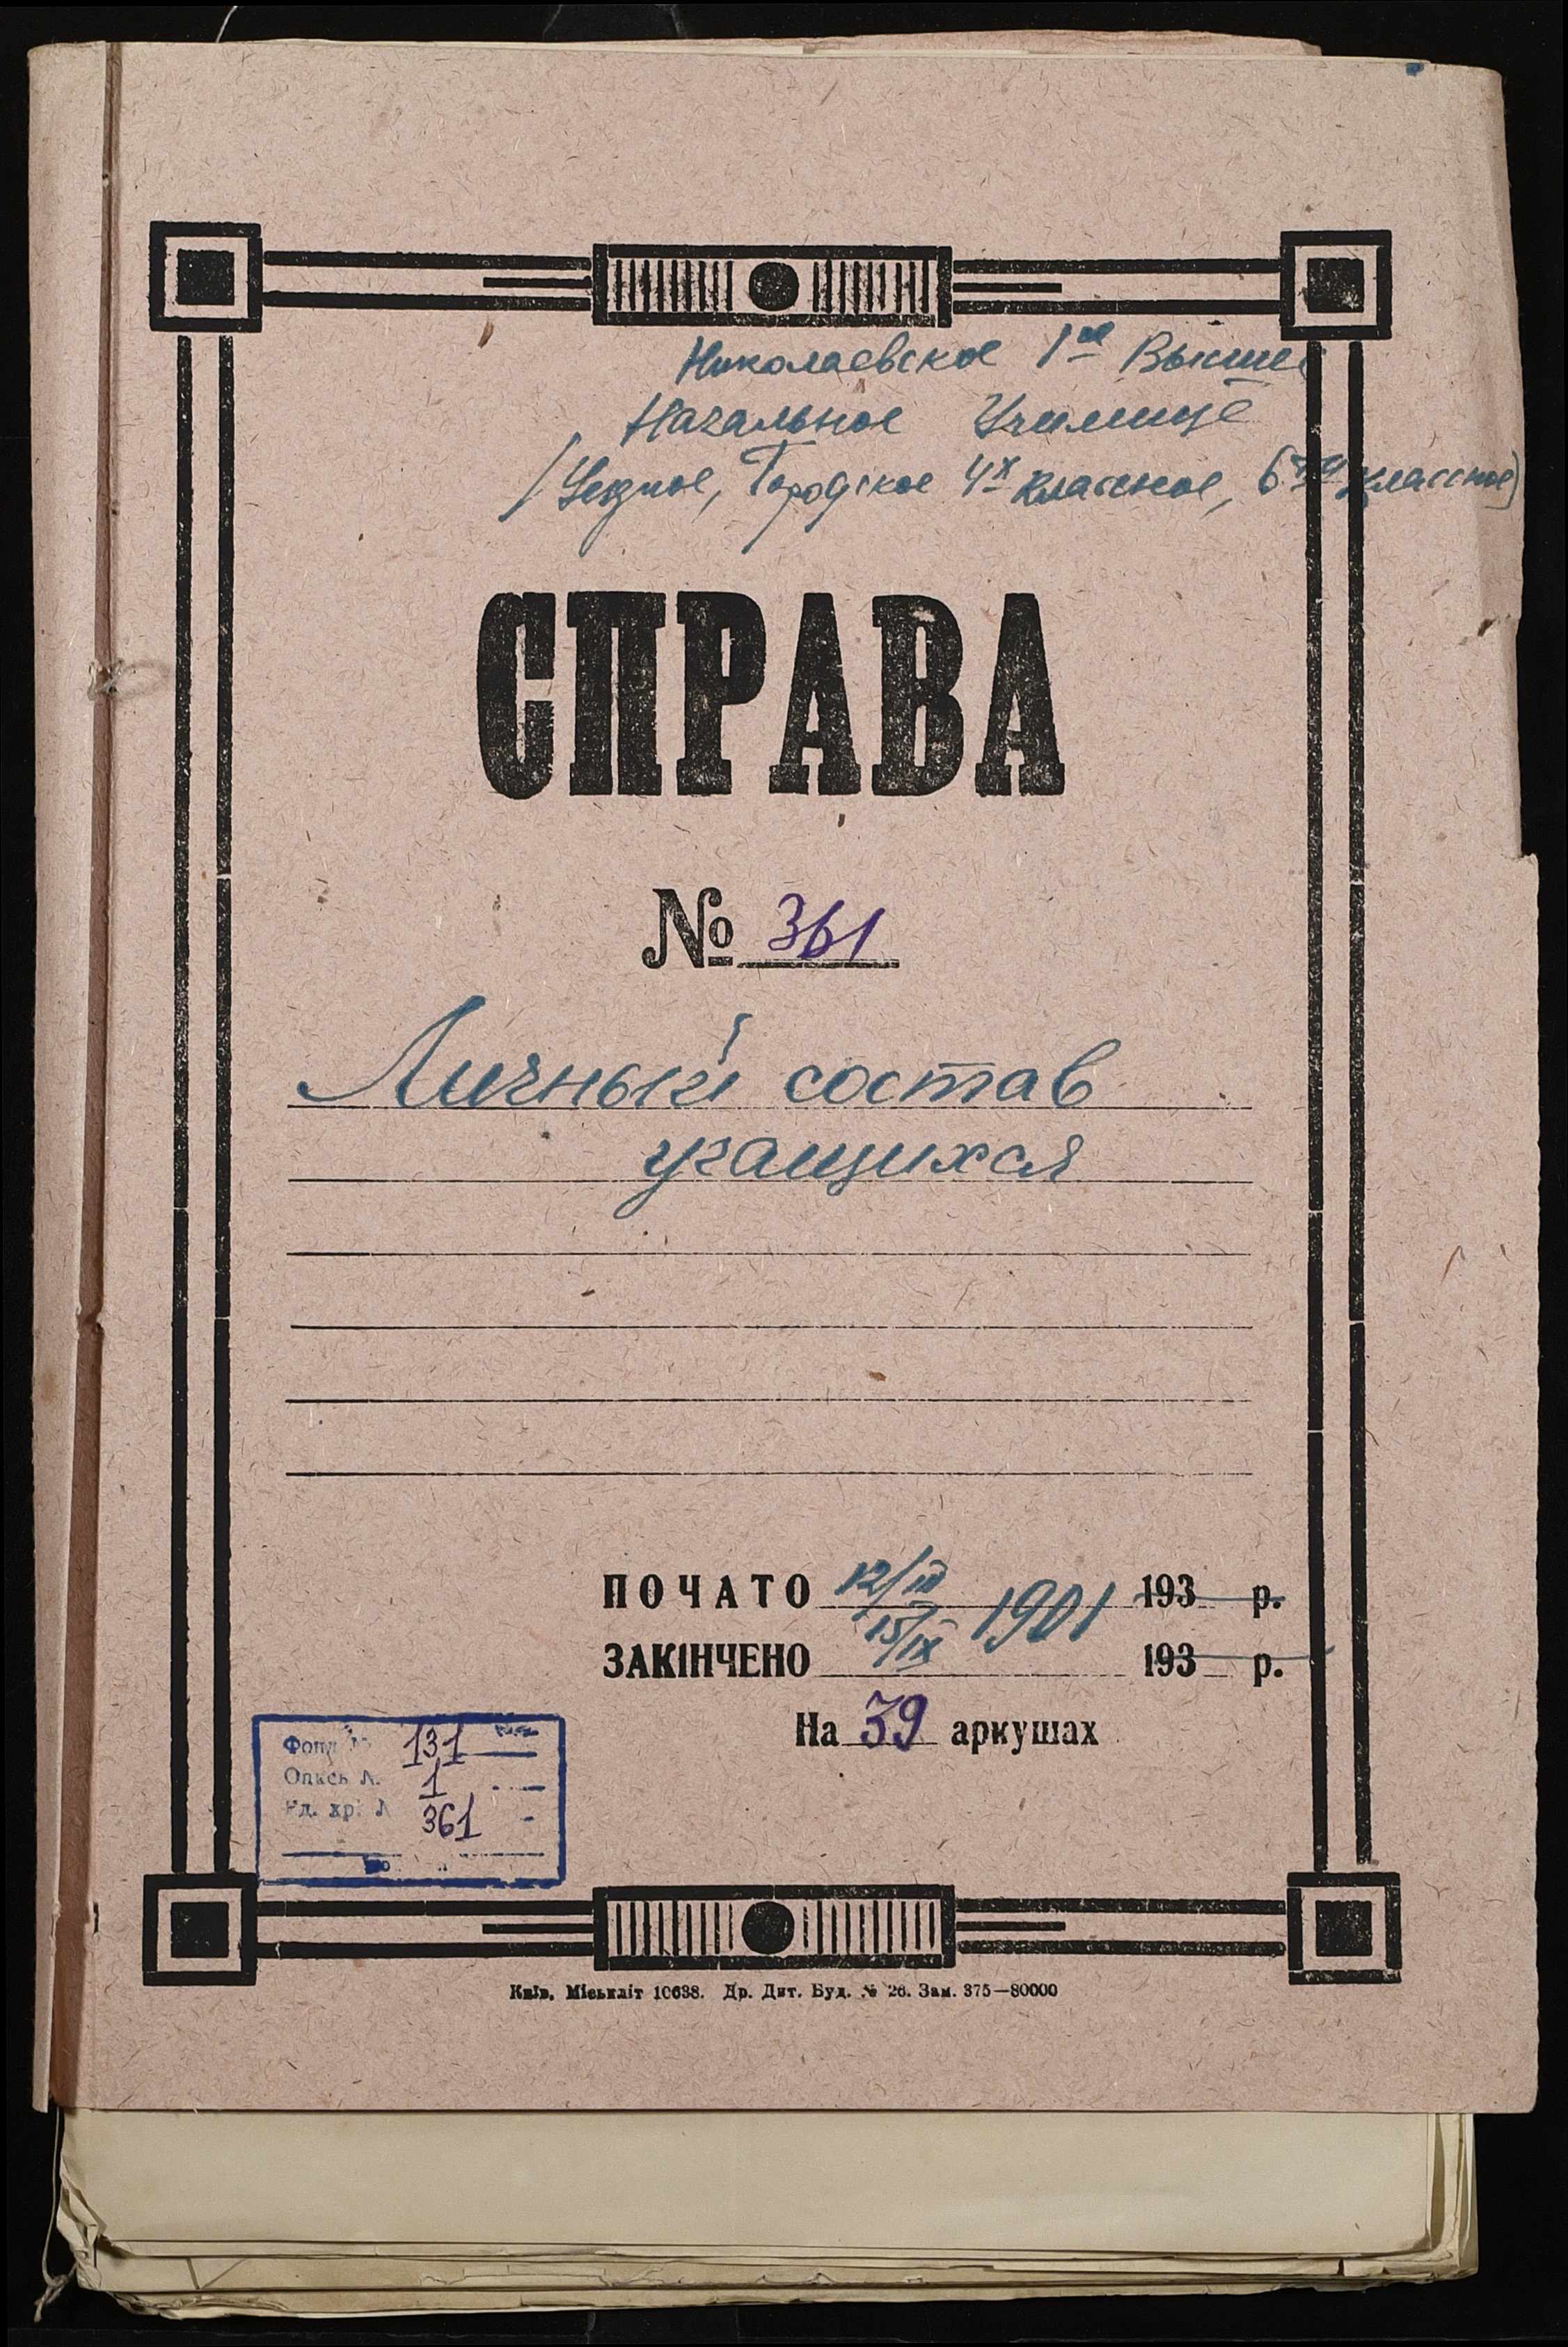 Николаевское 1ое Высшее
Начальное Училище
(Уездное, Городское 4х классное, 6ти классное)
СПРАВА
№ 361
Личный состав
учащихся
ПОЧАТО 12/III 1901 193 р.
ЗАКІНЧЕНО 15/IX 193 р.
На 39 аркушах
Фонд № 131
Опись № 1
Ед. хр. № 361
Київ, Міськліт 10638. Др. Дит. Буд. № 26. Зам. 375—80000